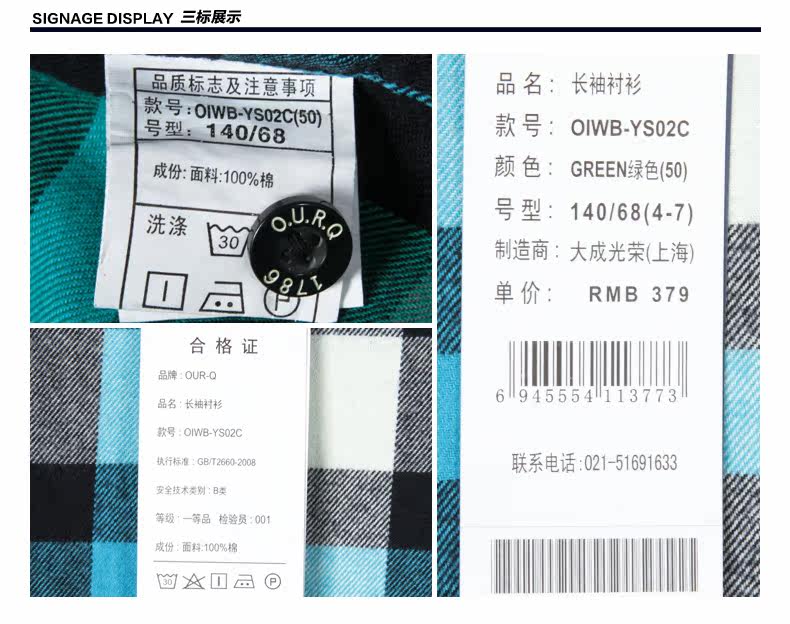 SIGNAGE DISPLAY 三标展示
品质标志及注意事项
款号:OIWB-YS02C(50)
号型: 140/68
成份: 面料:100%棉
洗涤
30
P
O.U.R.Q
1786
合格证
品牌 : OUR-Q
品名 : 长袖衬衫
款号 : OIWB-YS02C
执行标准 : GB/T2660-2008
安全技术类别 : B类
等级 : 一等品 检验员 : 001
成份 : 面料:100%棉
30
P
品名: 长袖衬衫
款号: OIWB-YS02C
颜色: GREEN绿色(50)
号型: 140/68(4-7)
制造商: 大成光荣(上海)
单价: RMB 379
6 945554 113773
联系电话:021-51691633